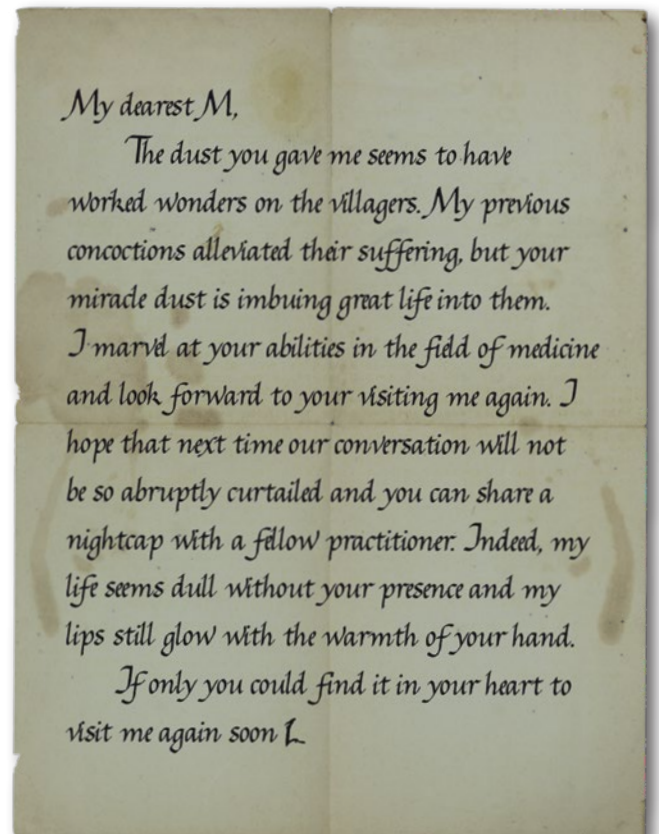 My dearest M,
The dust you gave me seems to have
worked wonders on the villagers. My previous
concoctions alleviated their suffering, but your
miracle dust is imbuing great life into them.
I marvel at your abilities in the field of medicine
and look forward to your visiting me again. I
hope that next time our conversation will not
be so abruptly curtailed and you can share a
nightcap with a fellow practitioner. Indeed, my
life seems dull without your presence and my
lips still glow with the warmth of your hand.
If only you could find it in your heart to
visit me again soon L